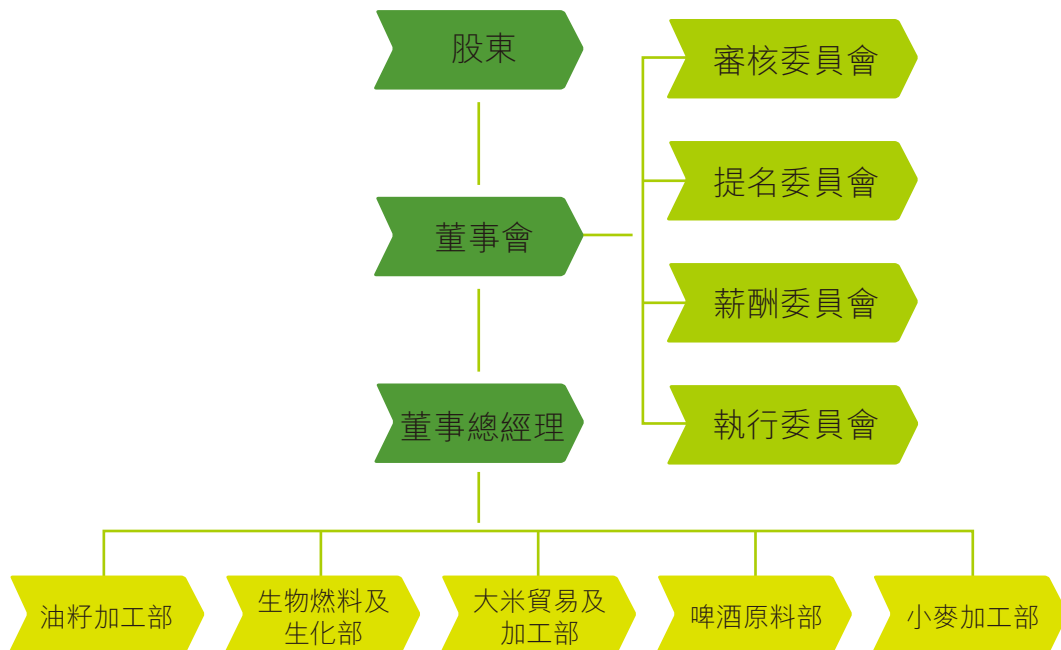 股東
審核委員會
提名委員會
董事會
薪酬委員會
董事總經理
執行委員會
油籽加工部
生物燃料及
生化部
大米貿易及
加工部
啤酒原料部
小麥加工部